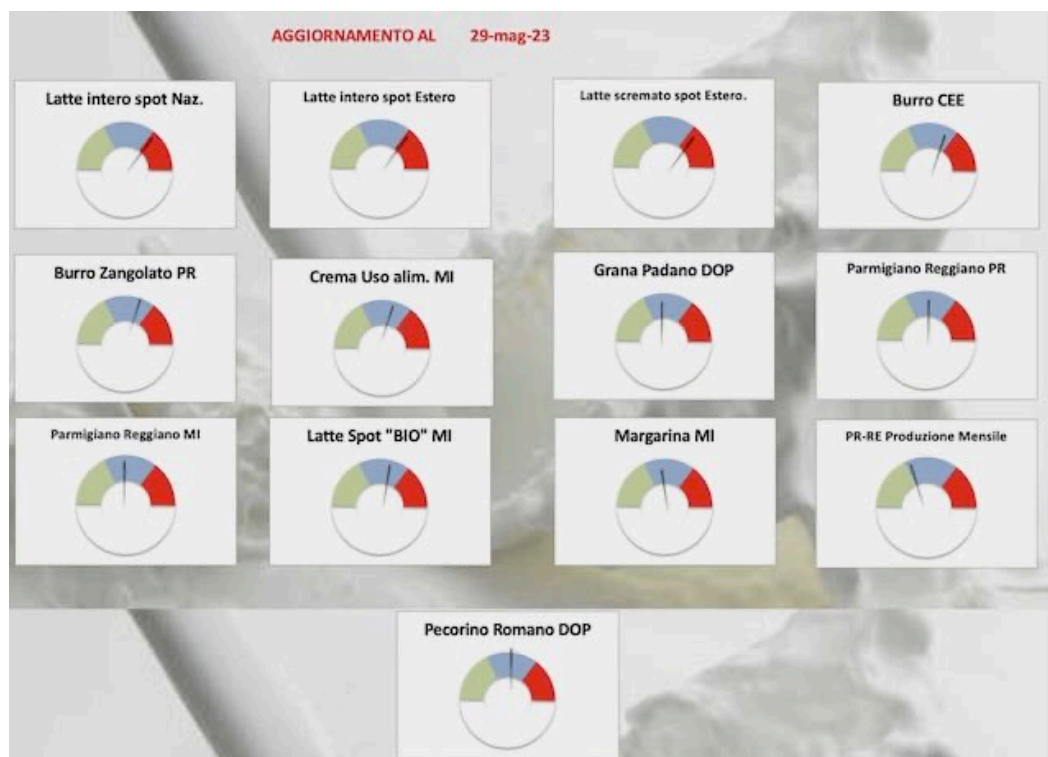 AGGIORNAMENTO AL 29-mag-23
Latte intero spot Naz.
Latte intero spot Estero
Latte scremato spot Estero.
Burro CEE
Burro Zangolato PR
Crema Uso alim. MI
Grana Padano DOP
Parmigiano Reggiano PR
Parmigiano Reggiano MI
Latte Spot "BIO" MI
Margarina MI
PR-RE Produzione Mensile
Pecorino Romano DOP